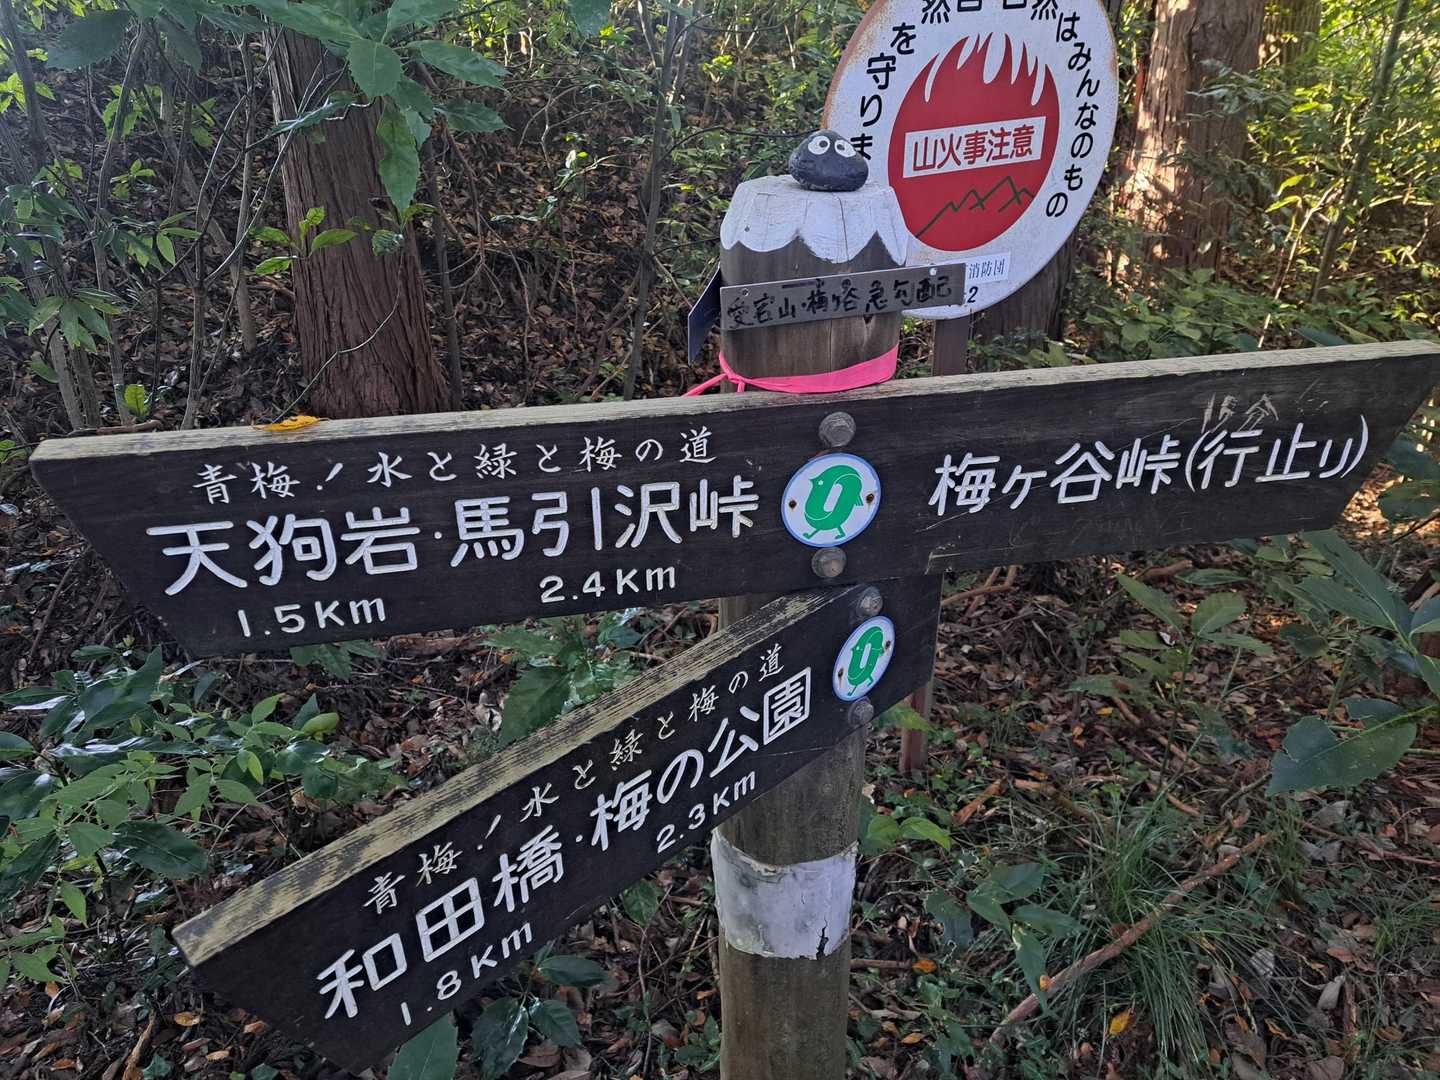 はみんなのもの
を守りま
山火事注意
消防団
2
愛宕山・梅ヶ谷 急勾配
青梅!水と緑と梅の道
天狗岩・馬引沢峠
1.5Km 2.4Km
梅ヶ谷峠(行止り)
青梅!水と緑と梅の道
和田橋・梅の公園
1.8Km 2.3Km